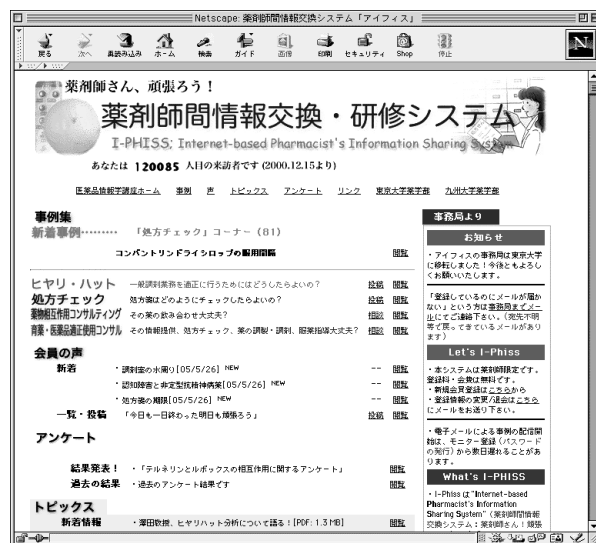 Netscape: 薬剤師間情報交換システム「アイフィス」
戻る 次へ 再読み込み ホーム 検索 ガイド 画像 印刷 セキュリティ Shop 停止
薬剤師さん、頑張ろう！
薬剤師間情報交換・研修システム
I-PHISS; Internet-based Pharmacist's Information Sharing System
あなたは 120085 人目の来訪者です (2000.12.15より)
医薬品情報学講座ホーム 事例 声 トピックス アンケート リンク 東京大学薬学部 九州大学薬学部
事例集
新着事例……… 「処方チェック」コーナー (81)
コンバントリンドライシロップの服用間隔 閲覧
ヒヤリ・ハット 一般調剤業務を適正に行うためにはどうしたらよいの？ 投稿 閲覧
処方チェック 処方箋はどのようにチェックしたらよいの？ 投稿 閲覧
薬物相互作用コンサルティング その薬の飲み合わせ大丈夫？ 相談 閲覧
育薬・医薬品適正使用コンサル その情報提供、処方チェック、薬の調製・調剤、服薬指導大丈夫？ 相談 閲覧
会員の声
新着 ・調剤室の水周り[05/5/26] NEW -- 閲覧
・認知障害と非定型抗精神病薬[05/5/26] NEW -- 閲覧
・処方箋の期限[05/5/26] NEW -- 閲覧
一覧・投稿 「今日も一日終わった明日も頑張ろう」 投稿 閲覧
アンケート
結果発表！ ・「テルネリンとルボックスの相互作用に関するアンケート」 閲覧
過去の結果 ・過去のアンケート結果です 閲覧
トピックス
新着情報 ・澤田教授、ヒヤリハット分析について語る！[PDF: 1.3 MB] 閲覧
事務局より
お知らせ
・アイフィスの事務局は東京大学
に移転しました！今後ともよろし
くお願いいたします。
「登録しているのにメールが届か
ない」という方は事務局までメー
ルにてご連絡下さい。(宛先不明
等で戻ってきているメールがあり
ます)
Let's I-Phiss
・本システムは薬剤師限定です。
登録料・会費は無料です。
・新規会員登録はこちらから
・登録情報の変更/退会はこちら
にメールをお送り下さい。
・電子メールによる事例の配信開
始は、モニター登録 (パスワード
の発行) から数日遅れることがあ
ります。
What's I-PHISS
・I-Phiss は"Internet-based
Pharmacist's Information
Sharing System" (薬剤師間情報
交換システム：薬剤師さん！頑張